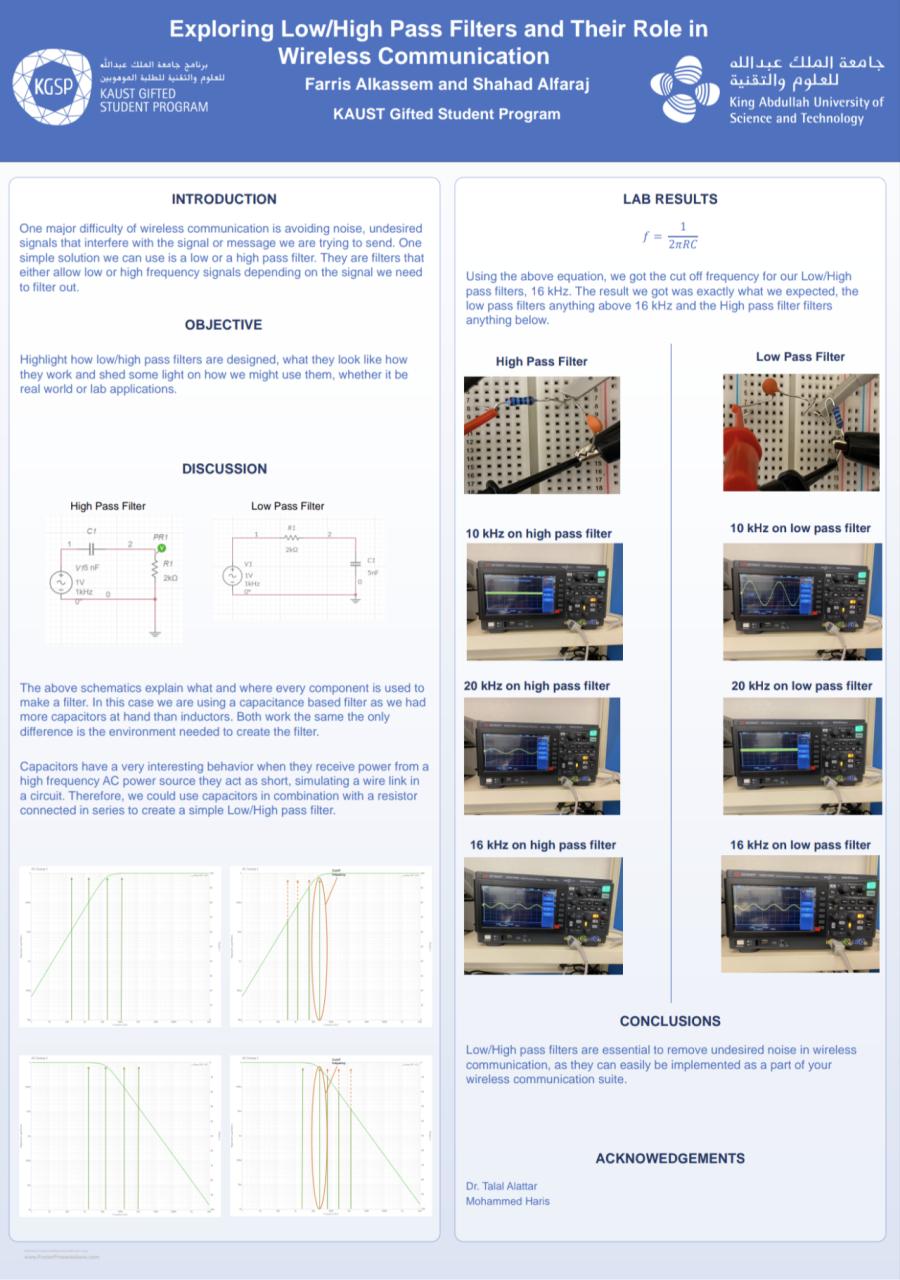 Exploring Low/High Pass Filters and Their Role in
Wireless Communication
Farris Alkassem and Shahad Alfaraj
KAUST Gifted Student Program
KGSP
برنامج جامعة الملك عبدالله
للعلوم والتقنية للطلبة الموهوبين
KAUST GIFTED
STUDENT PROGRAM
جامعة الملك عبدالله
للعلوم والتقنية
King Abdullah University of
Science and Technology
INTRODUCTION
One major difficulty of wireless communication is avoiding noise, undesired
signals that interfere with the signal or message we are trying to send. One
simple solution we can use is a low or a high pass filter. They are filters that
either allow low or high frequency signals depending on the signal we need
to filter out.
OBJECTIVE
Highlight how low/high pass filters are designed, what they look like how
they work and shed some light on how we might use them, whether it be
real world or lab applications.
DISCUSSION
High Pass Filter
C1
1
2
PR1
V
V1
5 nF
R1
2kΩ
1V
1kHz
0°
0
Low Pass Filter
R1
1
2
2kΩ
V1
C1
1V
5nF
1kHz
0°
0
The above schematics explain what and where every component is used to
make a filter. In this case we are using a capacitance based filter as we had
more capacitors at hand than inductors. Both work the same the only
difference is the environment needed to create the filter.
Capacitors have a very interesting behavior when they receive power from a
high frequency AC power source they act as short, simulating a wire link in
a circuit. Therefore, we could use capacitors in combination with a resistor
connected in series to create a simple Low/High pass filter.
Cutoff
frequency
Cutoff
frequency
LAB RESULTS
f = 1/2πRC
Using the above equation, we got the cut off frequency for our Low/High
pass filters, 16 kHz. The result we got was exactly what we expected, the
low pass filters anything above 16 kHz and the High pass filter filters
anything below.
High Pass Filter
Low Pass Filter
10 kHz on high pass filter
10 kHz on low pass filter
20 kHz on high pass filter
20 kHz on low pass filter
16 kHz on high pass filter
16 kHz on low pass filter
CONCLUSIONS
Low/High pass filters are essential to remove undesired noise in wireless
communication, as they can easily be implemented as a part of your
wireless communication suite.
ACKNOWEDGEMENTS
Dr. Talal Alattar
Mohammed Haris
www.PosterPresentations.com